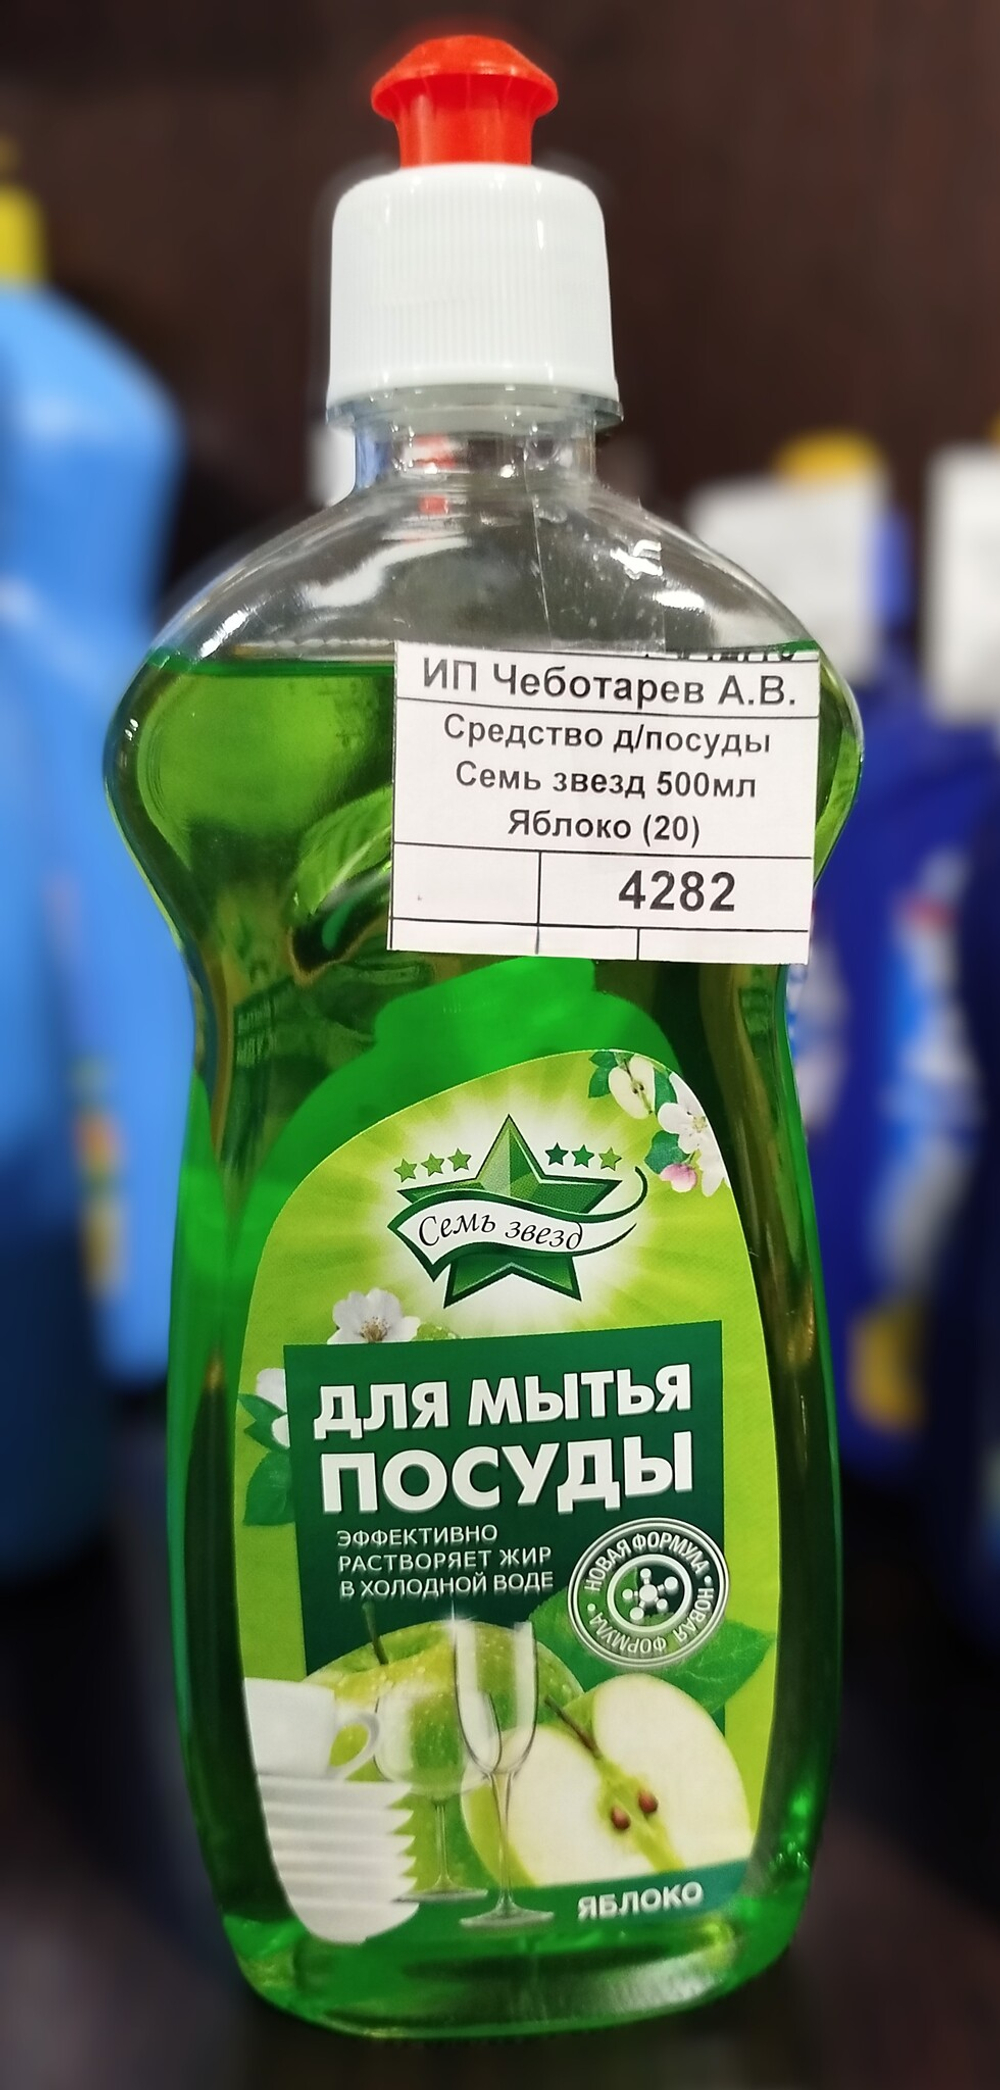 ИП Чеботарев А.В.
Средство д/посуды
Семь звезд 500мл
Яблоко (20)
4282
Семь звезд
ДЛЯ МЫТЬЯ
ПОСУДЫ
ЭФФЕКТИВНО
РАСТВОРЯЕТ ЖИР
В ХОЛОДНОЙ ВОДЕ
НОВАЯ ФОРМУЛА • НОВАЯ ФОРМУЛА •
ЯБЛОКО